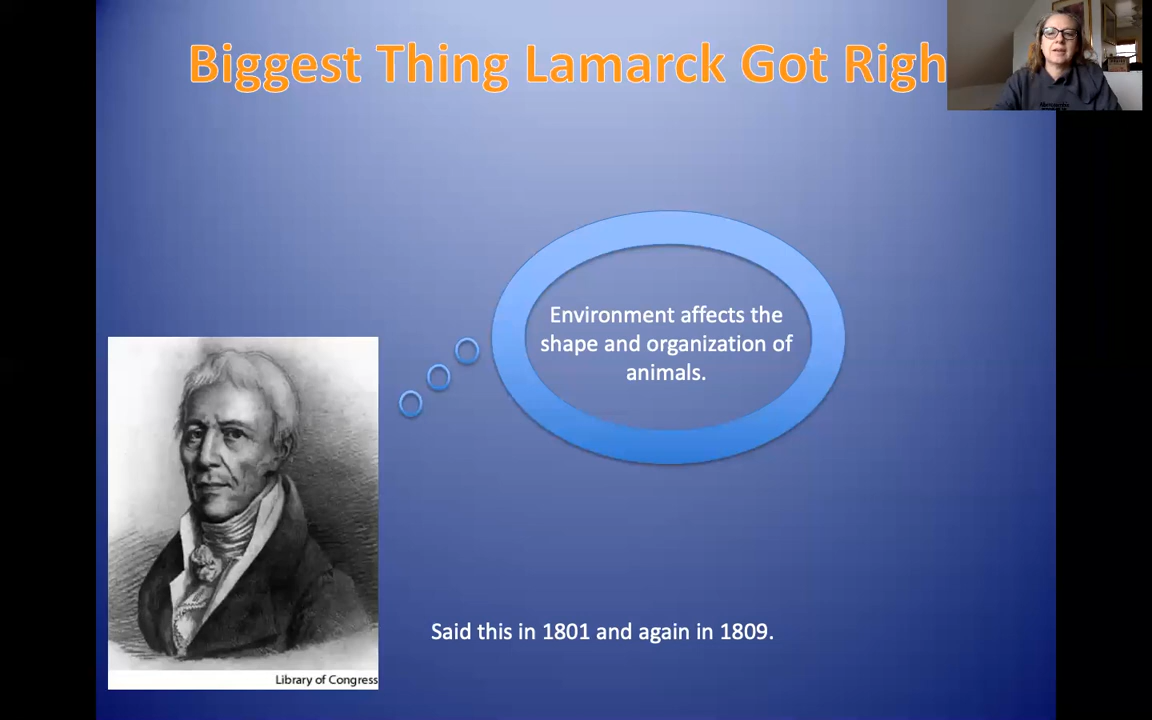 Biggest Thing Lamarck Got Righ
Environment affects the
shape and organization of
animals.
Library of Congress
Said this in 1801 and again in 1809.